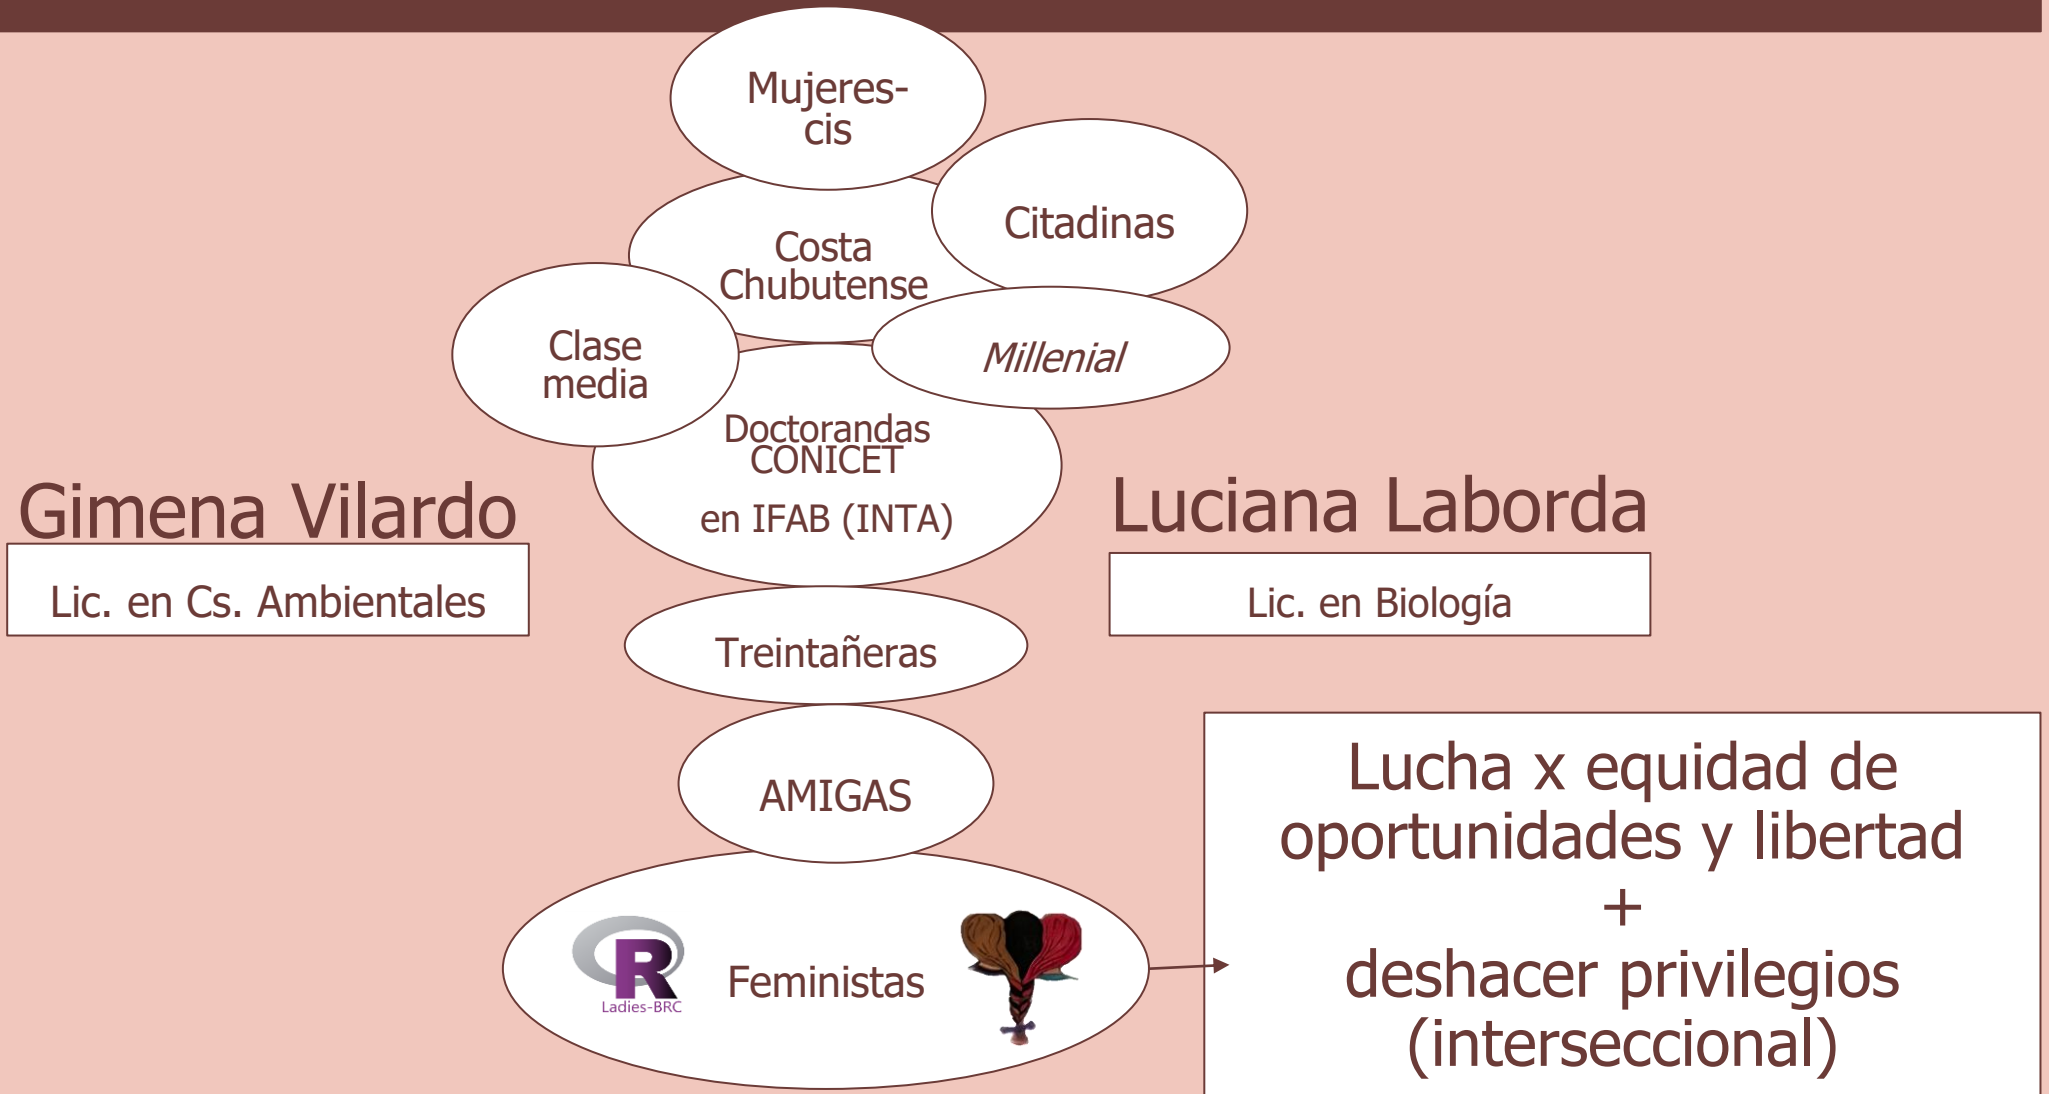 Mujeres-
cis
Citadinas
Costa
Chubutense
Clase
media
Millenial
Doctorandas
CONICET
en IFAB (INTA)
Gimena Vilardo
Lic. en Cs. Ambientales
Luciana Laborda
Lic. en Biología
Treintañeras
AMIGAS
R
Ladies-BRC
Feministas
Lucha x equidad de
oportunidades y libertad
+
deshacer privilegios
(interseccional)